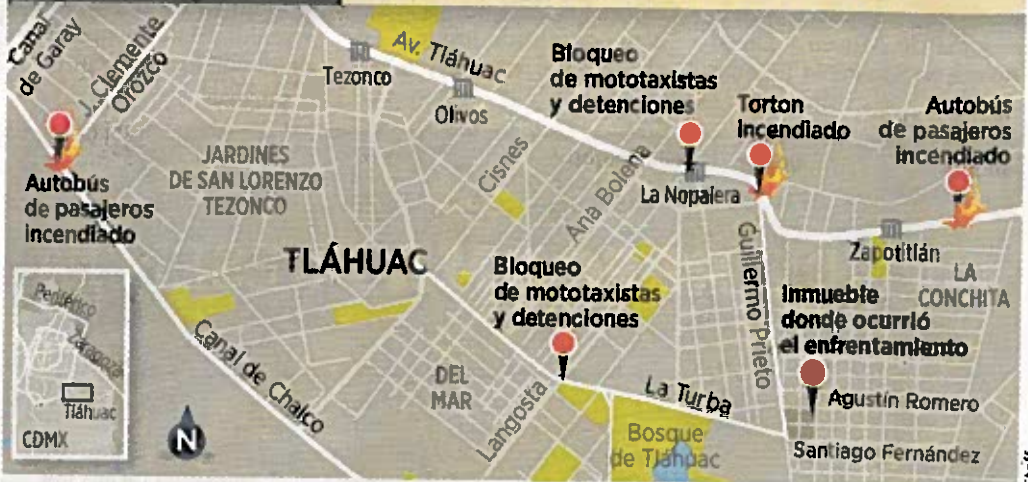 Canal
de Garay
J. Clemente
Orozco
Av. Tláhuac
Tezonco
Olivos
Bloqueo
de mototaxistas
y detenciones
Torton
incendiado
Autobús
de pasajeros
incendiado
Autobús
de pasajeros
incendiado
JARDINES
DE SAN LORENZO
TEZONCO
Cisnes
Ana Bolena
La Nopalera
Zapotitlán
LA
CONCHITA
TLÁHUAC
Bloqueo
de mototaxistas
y detenciones
Guillermo Prieto
Inmueble
donde ocurrió
el enfrentamiento
Periférico
Zaragoza
Tláhuac
CDMX
N
Canal de Chalco
DEL
MAR
Langosta
La Turba
Agustín Romero
Bosque
de Tláhuac
Santiago Fernández